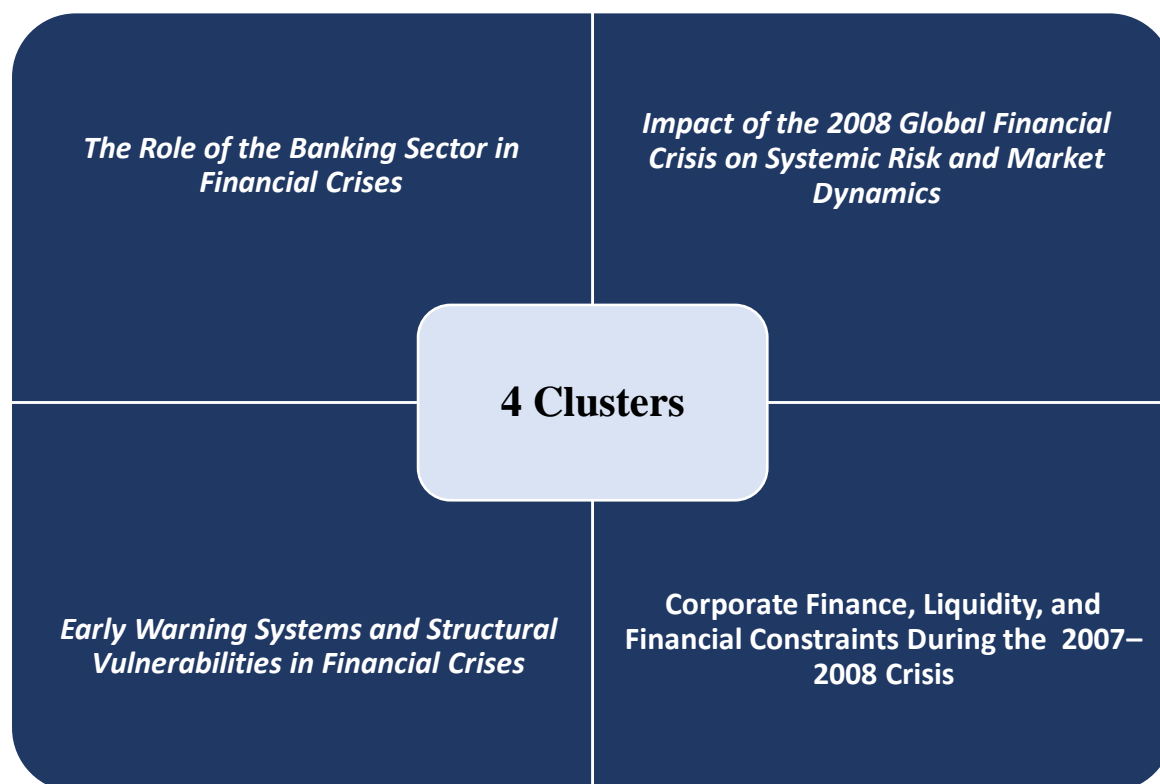 The Role of the Banking Sector in
Financial Crises
Impact of the 2008 Global Financial
Crisis on Systemic Risk and Market
Dynamics
4 Clusters
Early Warning Systems and Structural
Vulnerabilities in Financial Crises
Corporate Finance, Liquidity, and
Financial Constraints During the 2007–
2008 Crisis